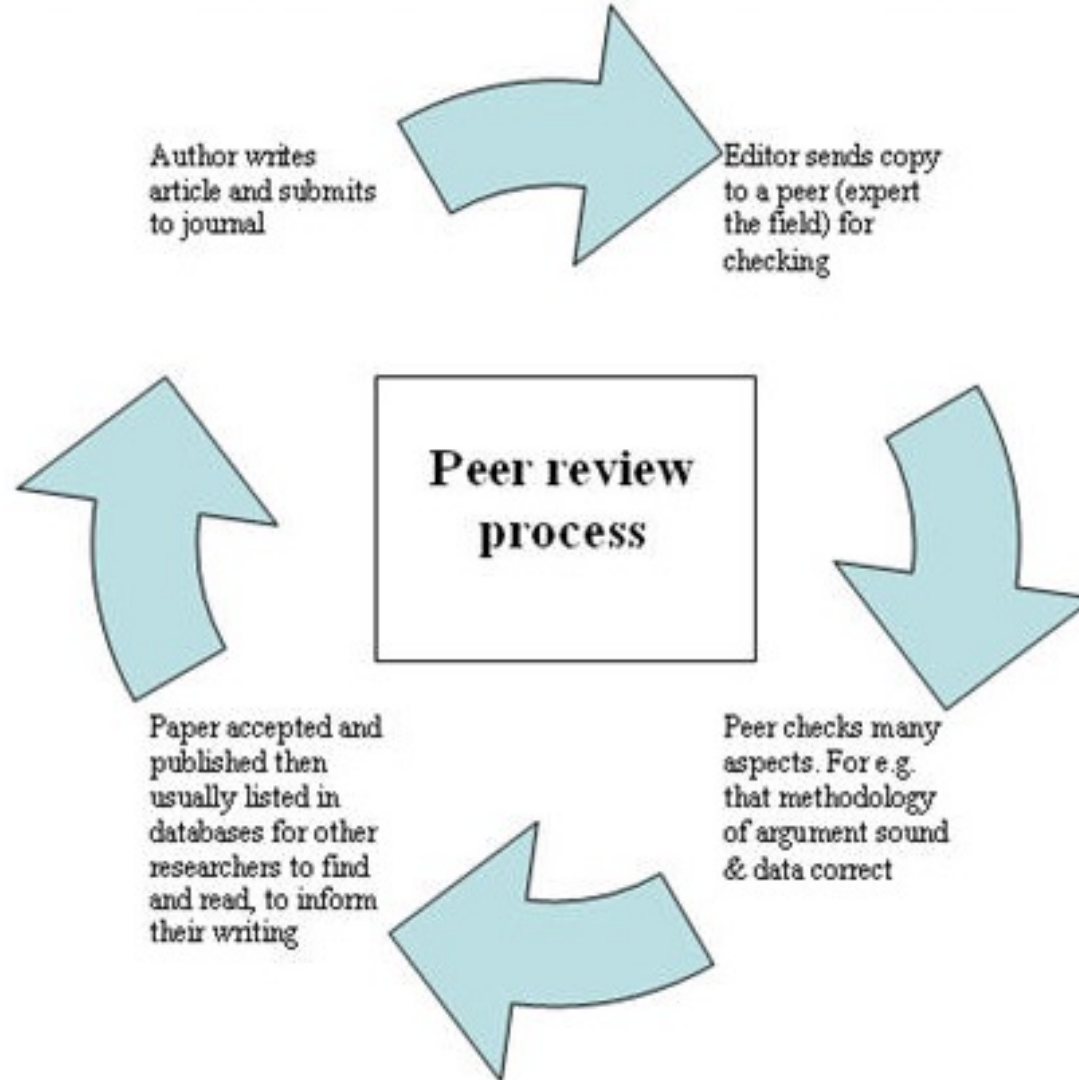 Author writes
article and submits
to journal
Editor sends copy
to a peer (expert
the field) for
checking
Peer review
process
Peer checks many
aspects. For e.g.
that methodology
of argument sound
& data correct
Paper accepted and
published then
usually listed in
databases for other
researchers to find
and read, to inform
their writing